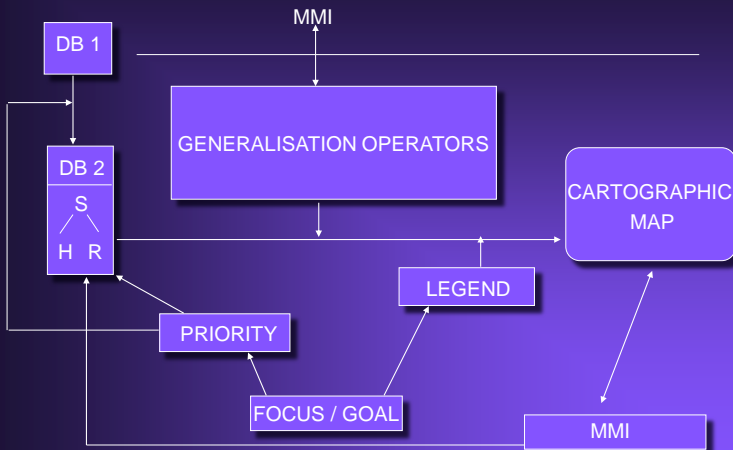 MMI
DB 1
GENERALISATION OPERATORS
DB 2
S
H R
CARTOGRAPHIC
MAP
LEGEND
PRIORITY
FOCUS / GOAL
MMI